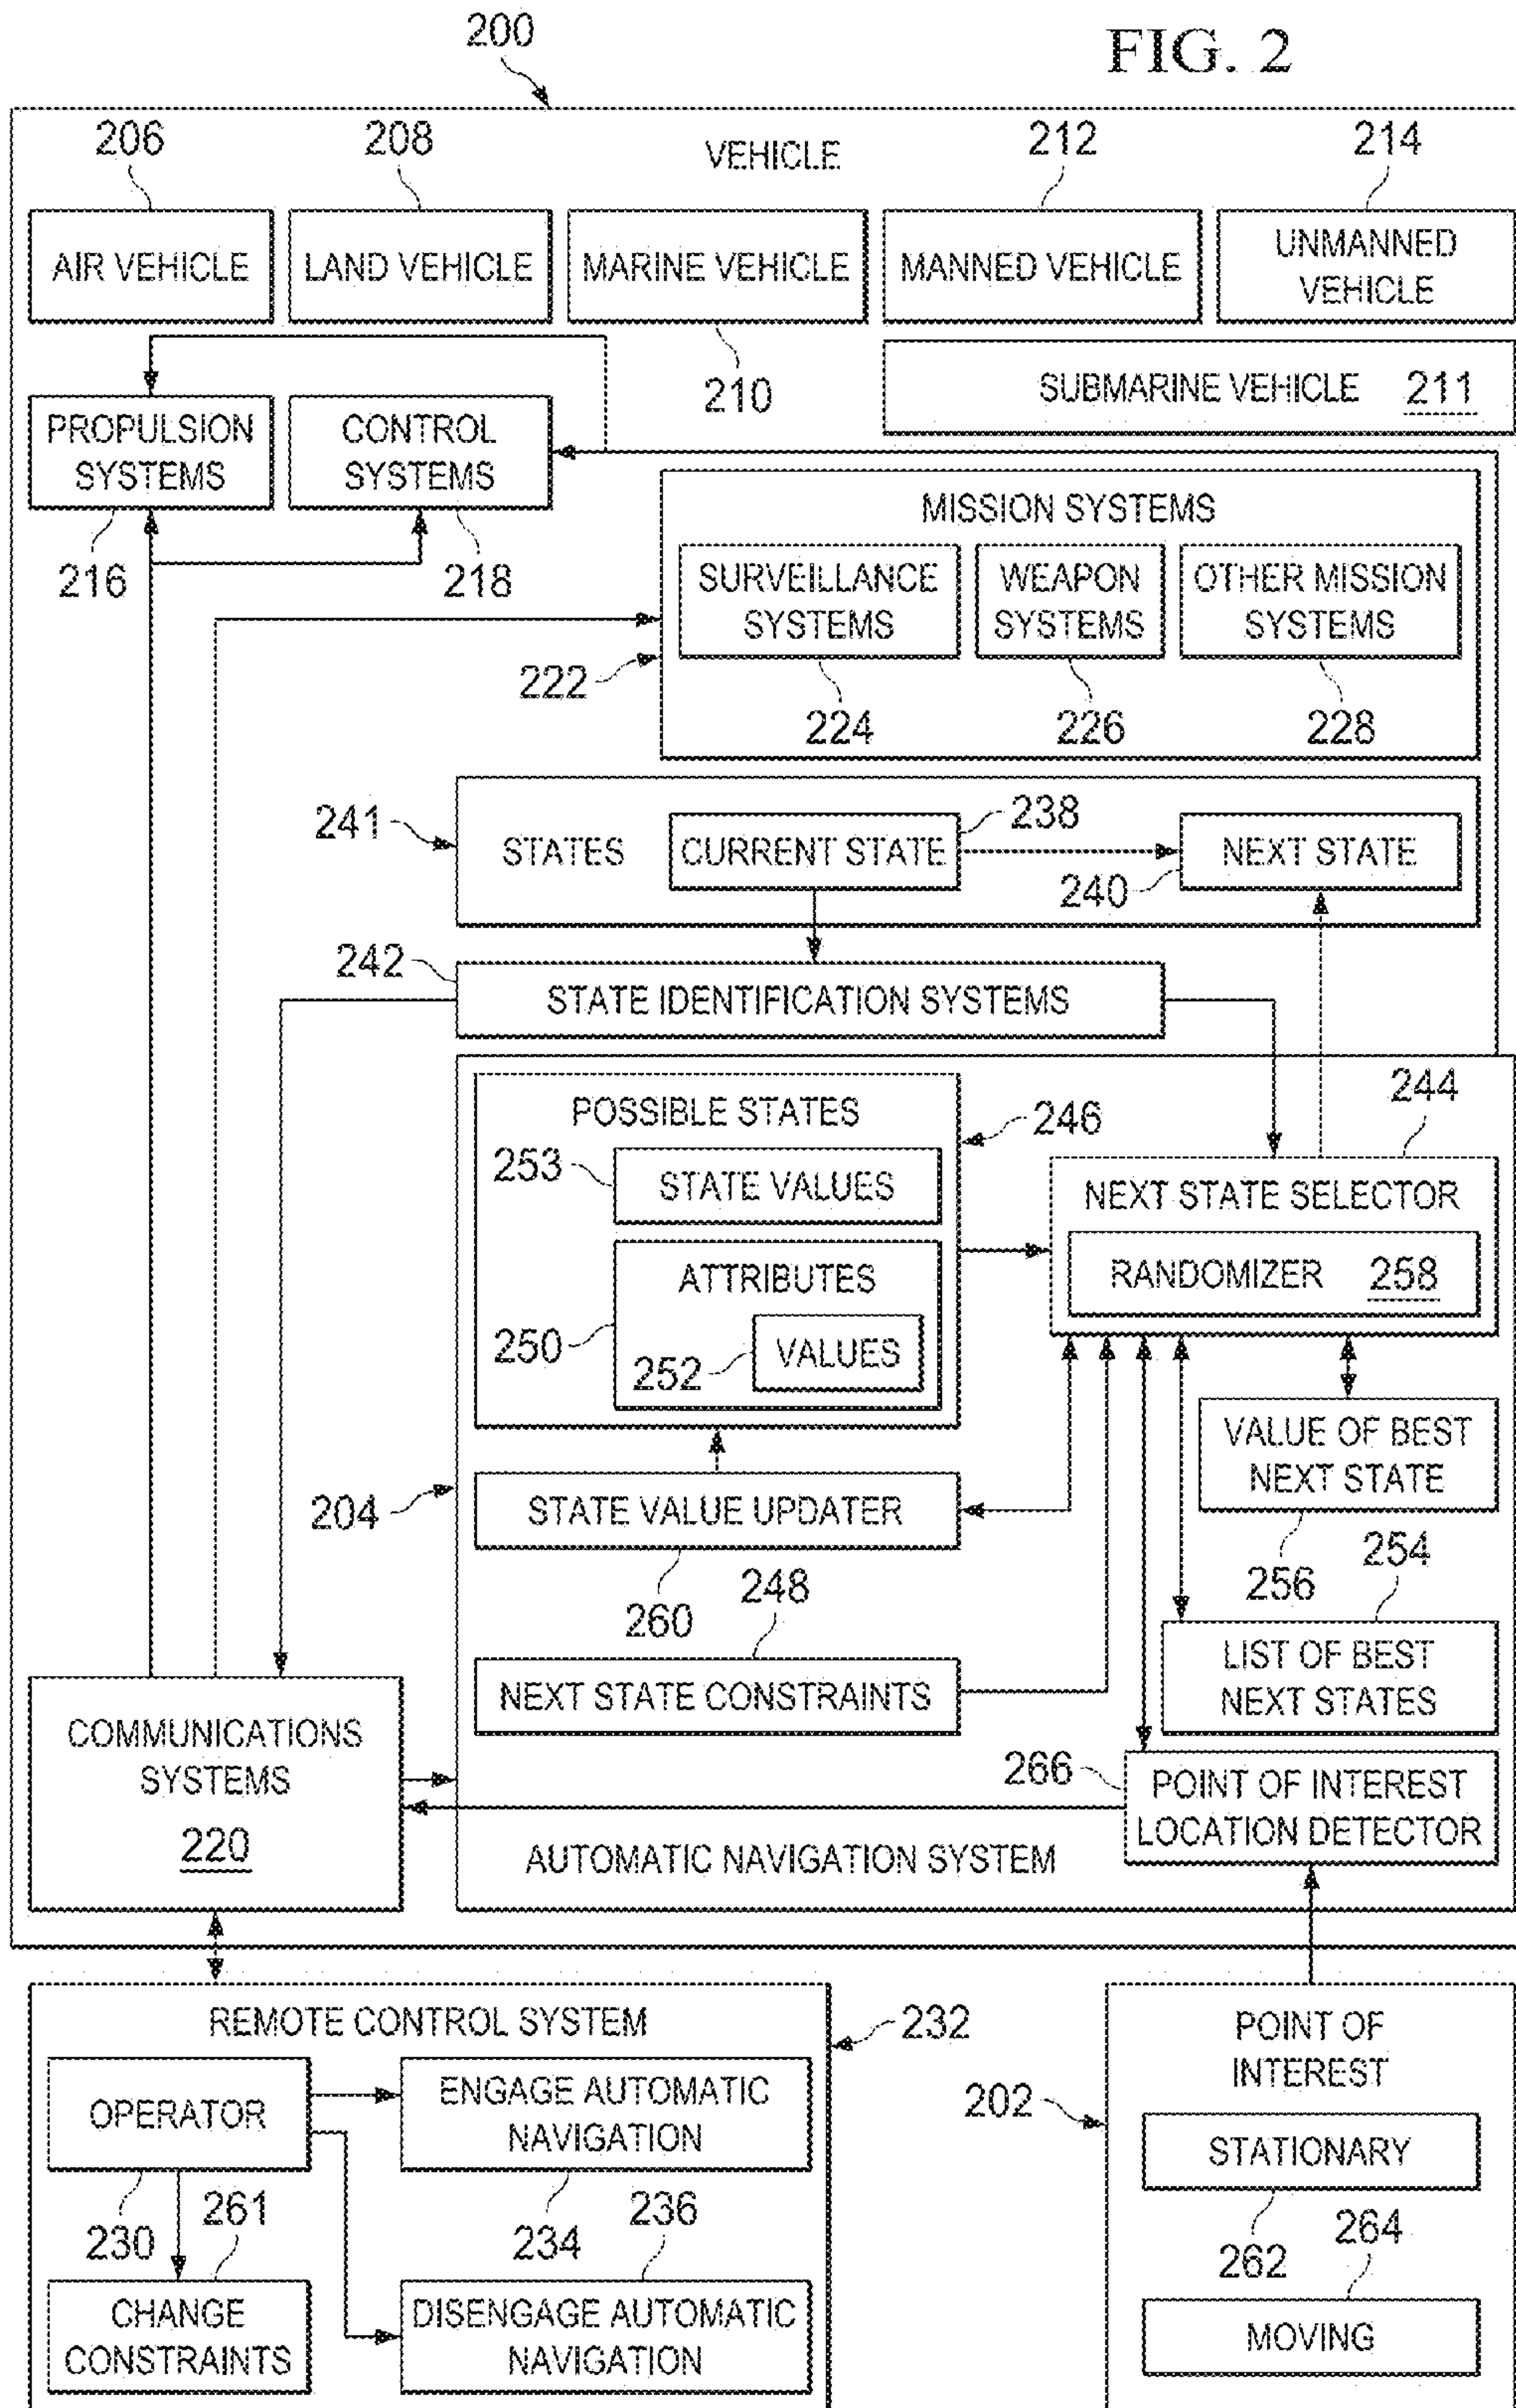 FIG. 2
200
206
208
VEHICLE
212
214
AIR VEHICLE
LAND VEHICLE
MARINE VEHICLE
MANNED VEHICLE
UNMANNED
VEHICLE
210
SUBMARINE VEHICLE 211
PROPULSION
SYSTEMS
CONTROL
SYSTEMS
216
218
MISSION SYSTEMS
SURVEILLANCE
SYSTEMS
WEAPON
SYSTEMS
OTHER MISSION
SYSTEMS
222
224
226
228
241
STATES
CURRENT STATE
238
240
NEXT STATE
242
STATE IDENTIFICATION SYSTEMS
244
POSSIBLE STATES
246
253
STATE VALUES
NEXT STATE SELECTOR
RANDOMIZER 258
ATTRIBUTES
250
252
VALUES
VALUE OF BEST
NEXT STATE
204
STATE VALUE UPDATER
256
254
260
248
LIST OF BEST
NEXT STATES
NEXT STATE CONSTRAINTS
COMMUNICATIONS
SYSTEMS
220
266
POINT OF INTEREST
LOCATION DETECTOR
AUTOMATIC NAVIGATION SYSTEM
REMOTE CONTROL SYSTEM
232
OPERATOR
ENGAGE AUTOMATIC
NAVIGATION
230
261
234
236
CHANGE
CONSTRAINTS
DISENGAGE AUTOMATIC
NAVIGATION
POINT OF
INTEREST
202
STATIONARY
262
264
MOVING